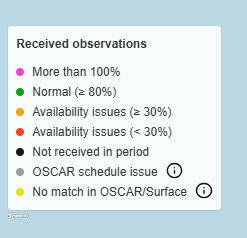 Received observations
More than 100%
Normal (≥ 80%)
Availability issues (≥ 30%)
Availability issues (< 30%)
Not received in period
OSCAR schedule issue
No match in OSCAR/Surface